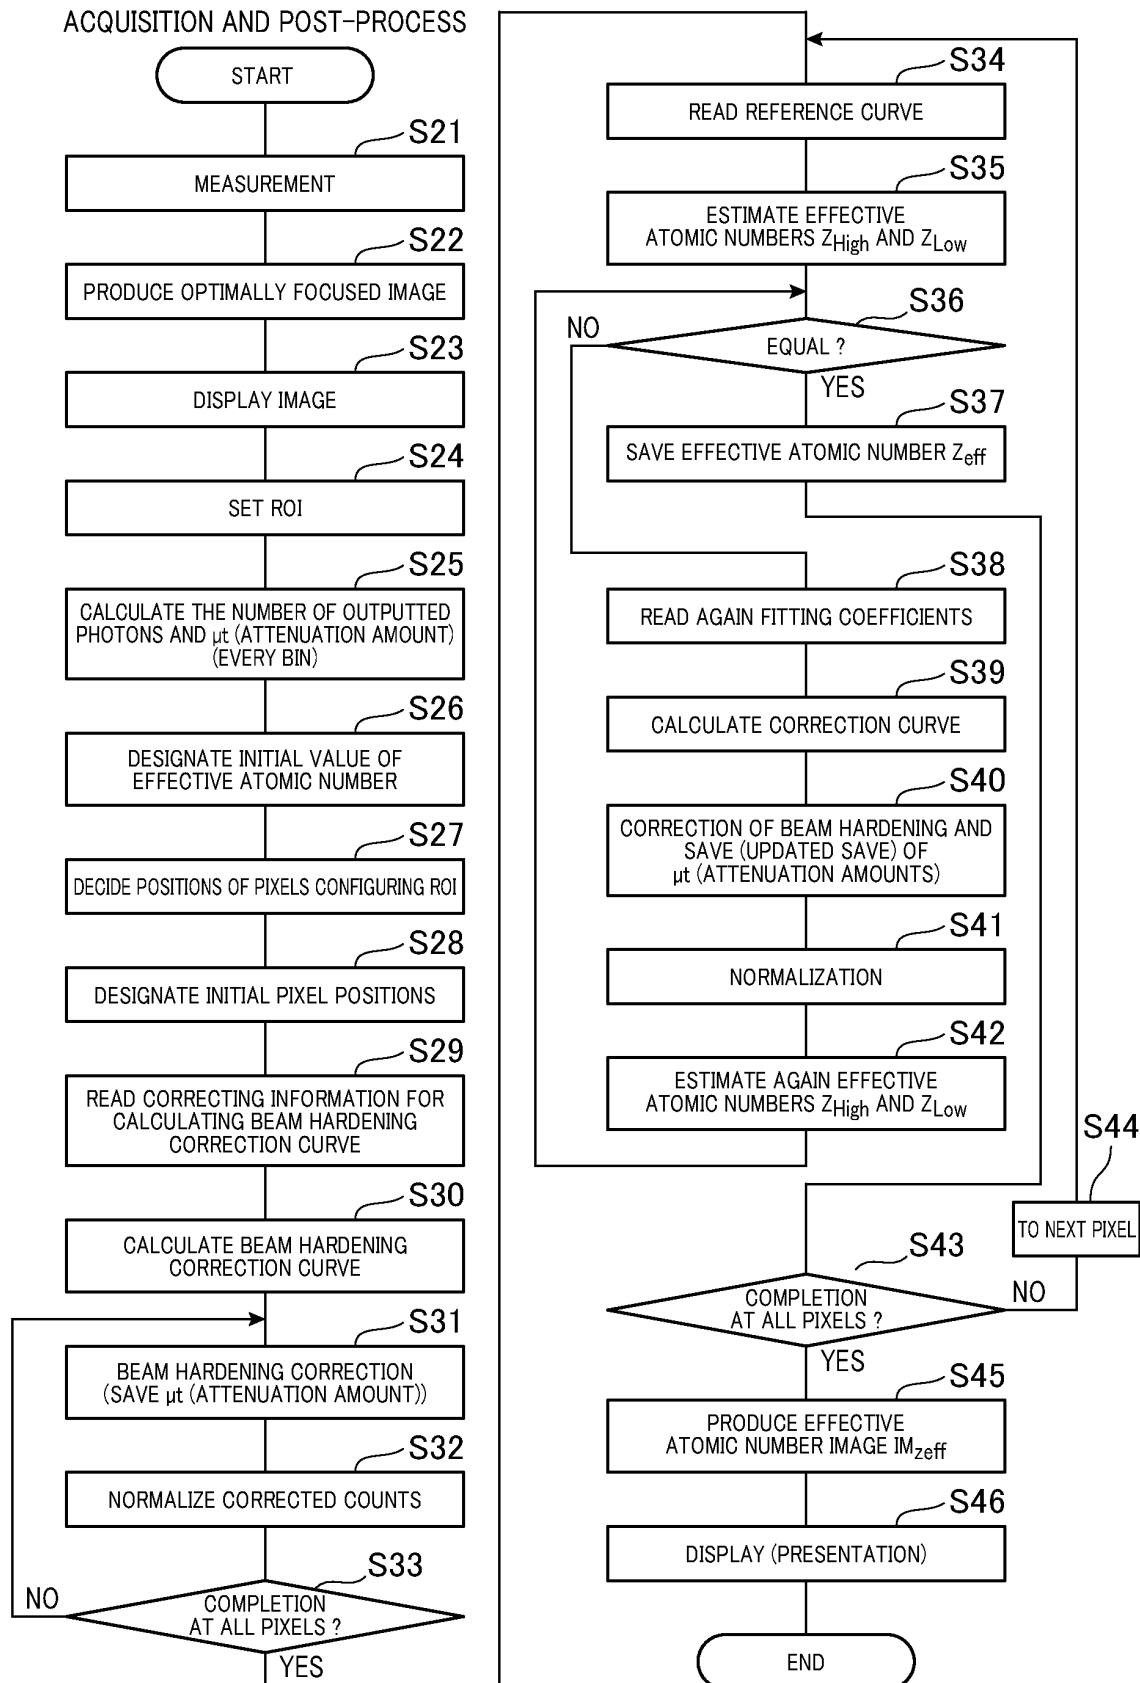 ACQUISITION AND POST-PROCESS
START
S21
MEASUREMENT
S22
PRODUCE OPTIMALLY FOCUSED IMAGE
S23
DISPLAY IMAGE
S24
SET ROI
S25
CALCULATE THE NUMBER OF OUTPUTTED
PHOTONS AND μt (ATTENUATION AMOUNT)
(EVERY BIN)
S26
DESIGNATE INITIAL VALUE OF
EFFECTIVE ATOMIC NUMBER
S27
DECIDE POSITIONS OF PIXELS CONFIGURING ROI
S28
DESIGNATE INITIAL PIXEL POSITIONS
S29
READ CORRECTING INFORMATION FOR
CALCULATING BEAM HARDENING
CORRECTION CURVE
S30
CALCULATE BEAM HARDENING
CORRECTION CURVE
S31
BEAM HARDENING CORRECTION
(SAVE μt (ATTENUATION AMOUNT))
S32
NORMALIZE CORRECTED COUNTS
S33
NO
COMPLETION
AT ALL PIXELS ?
YES
S34
READ REFERENCE CURVE
S35
ESTIMATE EFFECTIVE
ATOMIC NUMBERS ZHigh AND ZLow
S36
NO
EQUAL ?
YES
S37
SAVE EFFECTIVE ATOMIC NUMBER Zeff
S38
READ AGAIN FITTING COEFFICIENTS
S39
CALCULATE CORRECTION CURVE
S40
CORRECTION OF BEAM HARDENING AND
SAVE (UPDATED SAVE) OF
μt (ATTENUATION AMOUNTS)
S41
NORMALIZATION
S42
ESTIMATE AGAIN EFFECTIVE
ATOMIC NUMBERS ZHigh AND ZLow
S44
TO NEXT PIXEL
S43
COMPLETION
AT ALL PIXELS ?
NO
YES
S45
PRODUCE EFFECTIVE
ATOMIC NUMBER IMAGE IMzeff
S46
DISPLAY (PRESENTATION)
END